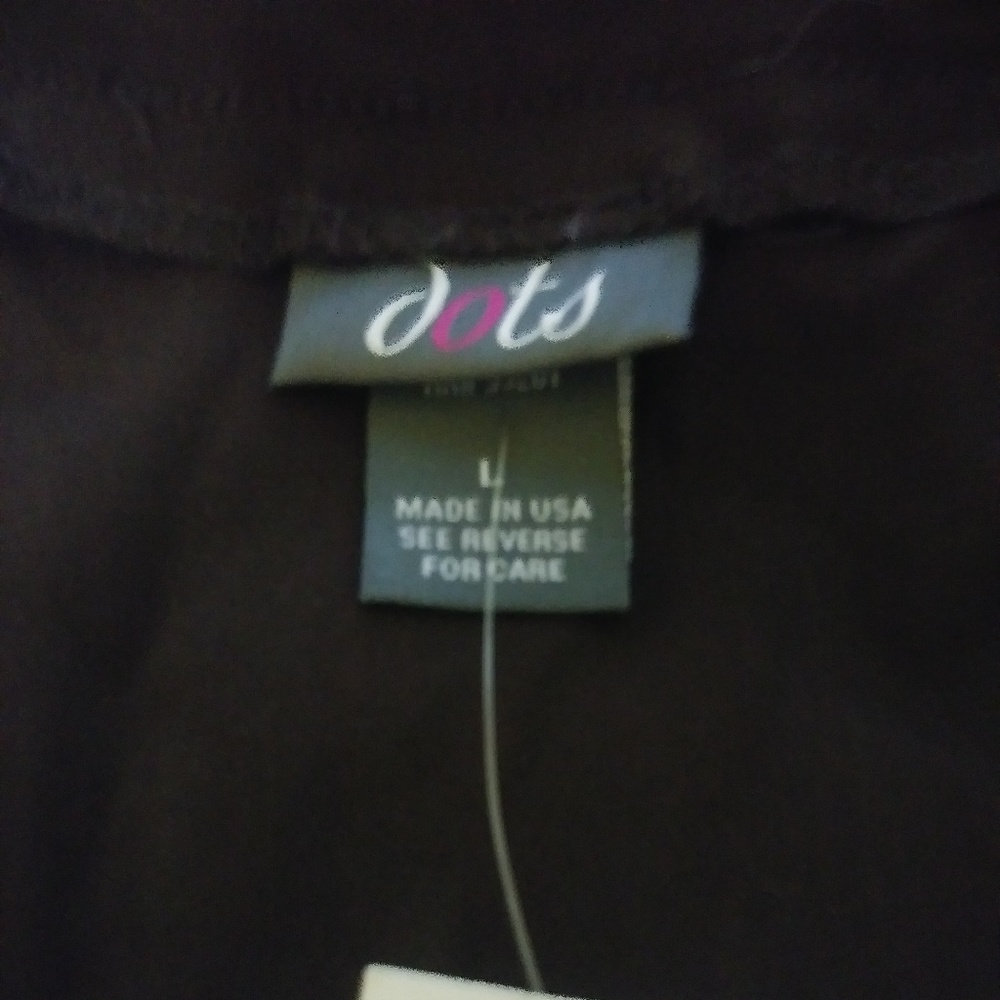 dots
L
MADE IN USA
SEE REVERSE
FOR CARE